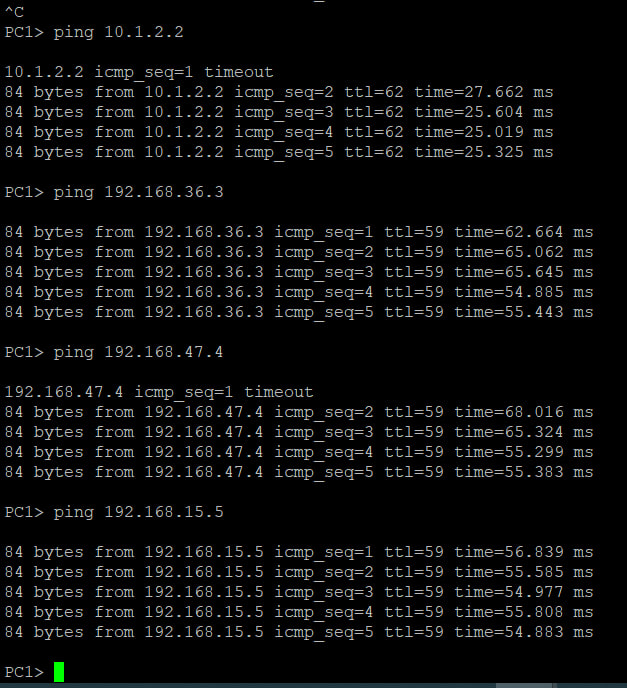 ^C
PC1> ping 10.1.2.2
10.1.2.2 icmp_seq=1 timeout
84 bytes from 10.1.2.2 icmp_seq=2 ttl=62 time=27.662 ms
84 bytes from 10.1.2.2 icmp_seq=3 ttl=62 time=25.604 ms
84 bytes from 10.1.2.2 icmp_seq=4 ttl=62 time=25.019 ms
84 bytes from 10.1.2.2 icmp_seq=5 ttl=62 time=25.325 ms
PC1> ping 192.168.36.3
84 bytes from 192.168.36.3 icmp_seq=1 ttl=59 time=62.664 ms
84 bytes from 192.168.36.3 icmp_seq=2 ttl=59 time=65.062 ms
84 bytes from 192.168.36.3 icmp_seq=3 ttl=59 time=65.645 ms
84 bytes from 192.168.36.3 icmp_seq=4 ttl=59 time=54.885 ms
84 bytes from 192.168.36.3 icmp_seq=5 ttl=59 time=55.443 ms
PC1> ping 192.168.47.4
192.168.47.4 icmp_seq=1 timeout
84 bytes from 192.168.47.4 icmp_seq=2 ttl=59 time=68.016 ms
84 bytes from 192.168.47.4 icmp_seq=3 ttl=59 time=65.324 ms
84 bytes from 192.168.47.4 icmp_seq=4 ttl=59 time=55.299 ms
84 bytes from 192.168.47.4 icmp_seq=5 ttl=59 time=55.383 ms
PC1> ping 192.168.15.5
84 bytes from 192.168.15.5 icmp_seq=1 ttl=59 time=56.839 ms
84 bytes from 192.168.15.5 icmp_seq=2 ttl=59 time=55.585 ms
84 bytes from 192.168.15.5 icmp_seq=3 ttl=59 time=54.977 ms
84 bytes from 192.168.15.5 icmp_seq=4 ttl=59 time=55.808 ms
84 bytes from 192.168.15.5 icmp_seq=5 ttl=59 time=54.883 ms
PC1>